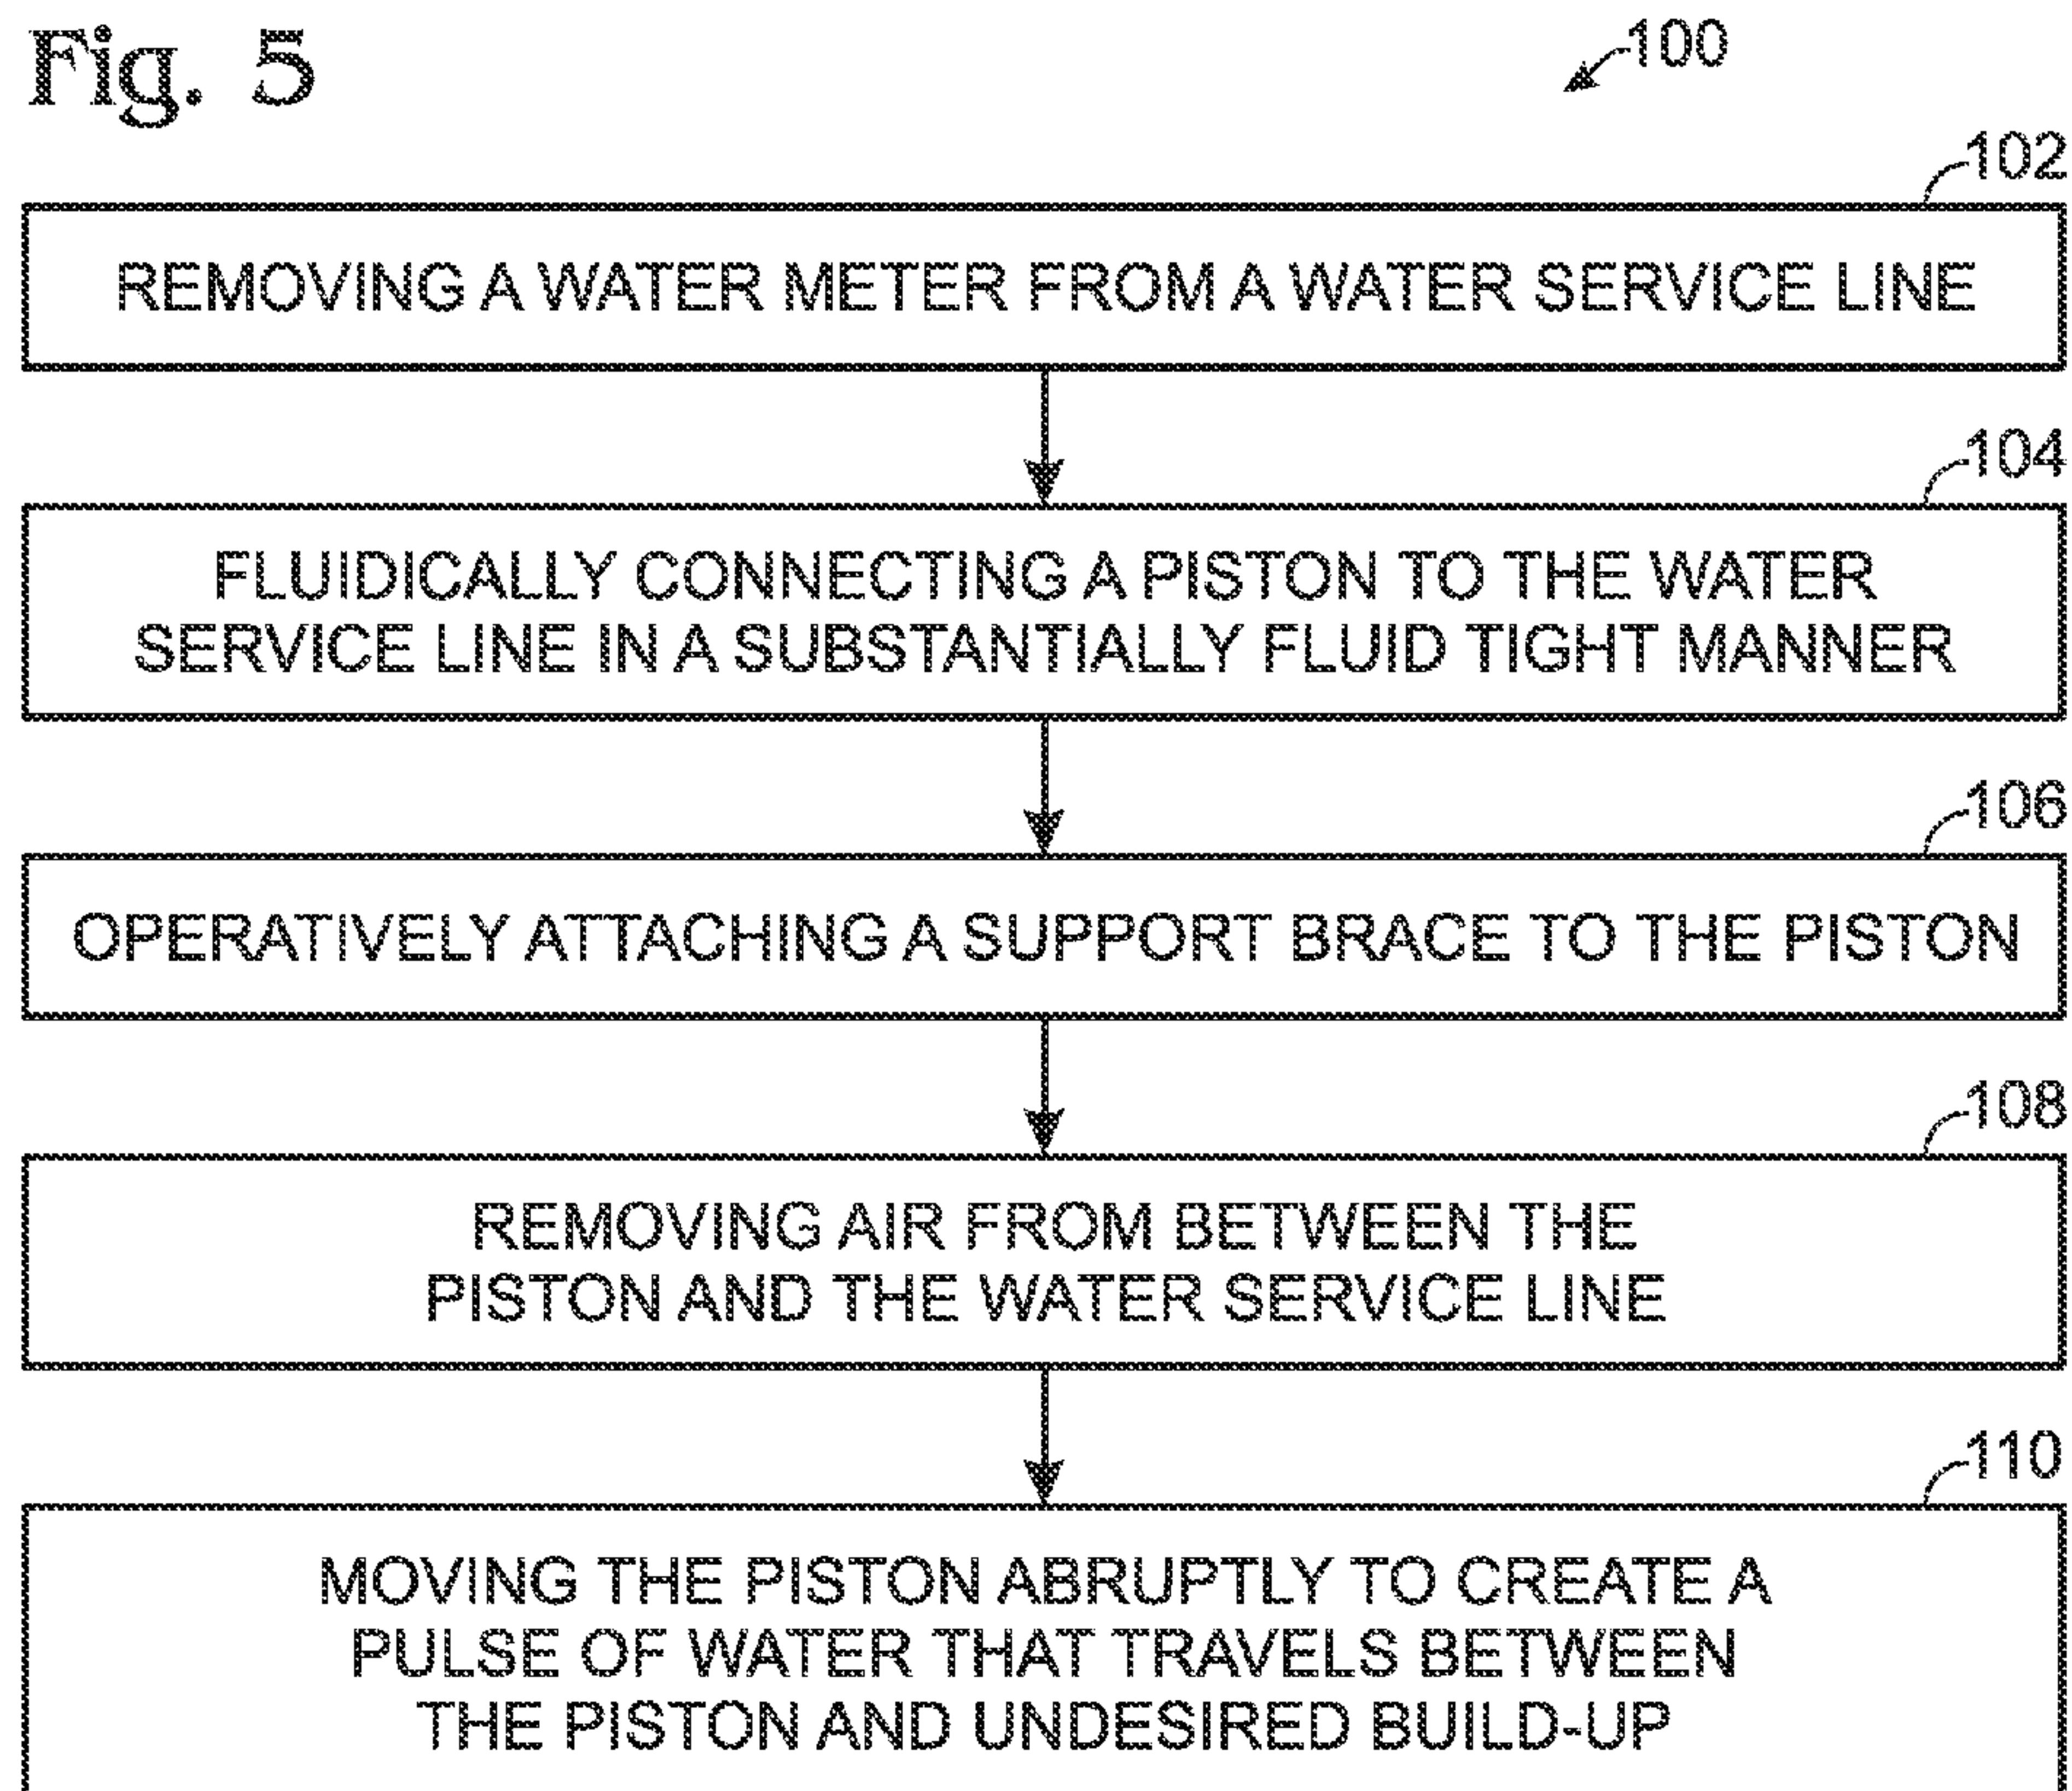 Fig. 5
100
102
REMOVING A WATER METER FROM A WATER SERVICE LINE
104
FLUIDICALLY CONNECTING A PISTON TO THE WATER
SERVICE LINE IN A SUBSTANTIALLY FLUID TIGHT MANNER
106
OPERATIVELY ATTACHING A SUPPORT BRACE TO THE PISTON
108
REMOVING AIR FROM BETWEEN THE
PISTON AND THE WATER SERVICE LINE
110
MOVING THE PISTON ABRUPTLY TO CREATE A
PULSE OF WATER THAT TRAVELS BETWEEN
THE PISTON AND UNDESIRED BUILD-UP